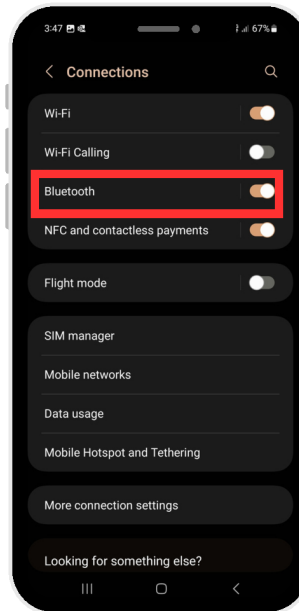 3:47 67%
Connections
Wi-Fi
Wi-Fi Calling
Bluetooth
NFC and contactless payments
Flight mode
SIM manager
Mobile networks
Data usage
Mobile Hotspot and Tethering
More connection settings
Looking for something else?